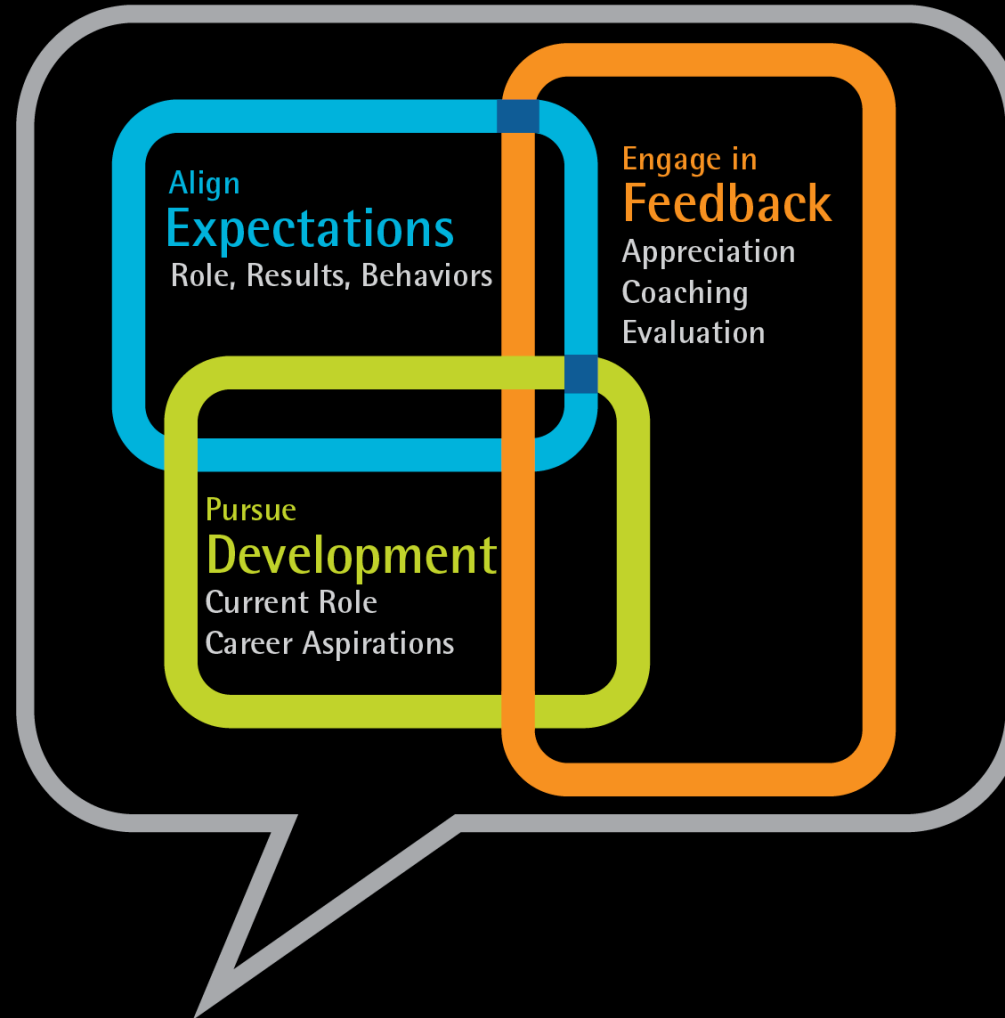 Align
Expectations
Role, Results, Behaviors
Engage in
Feedback
Appreciation
Coaching
Evaluation
Pursue
Development
Current Role
Career Aspirations